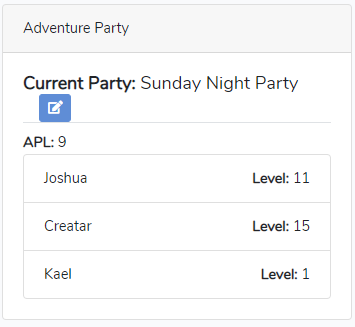 Adventure Party
Current Party: Sunday Night Party
APL: 9
Joshua Level: 11
Creatar Level: 15
Kael Level: 1